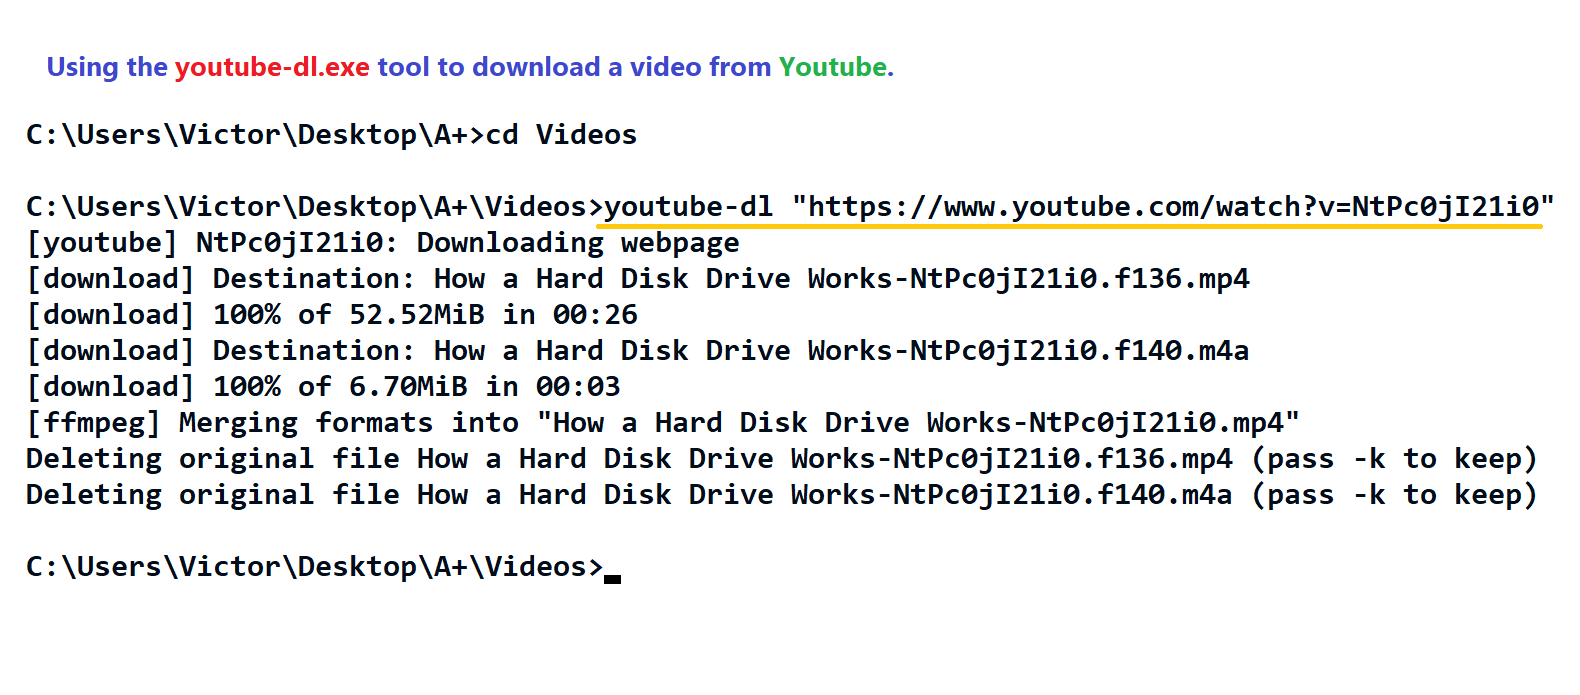 Using the youtube-dl.exe tool to download a video from Youtube.
C:\Users\Victor\Desktop\A+>cd Videos
C:\Users\Victor\Desktop\A+\Videos>youtube-dl "https://www.youtube.com/watch?v=NtPc0jI21i0"
[youtube] NtPc0jI21i0: Downloading webpage
[download] Destination: How a Hard Disk Drive Works-NtPc0jI21i0.f136.mp4
[download] 100% of 52.52MiB in 00:26
[download] Destination: How a Hard Disk Drive Works-NtPc0jI21i0.f140.m4a
[download] 100% of 6.70MiB in 00:03
[ffmpeg] Merging formats into "How a Hard Disk Drive Works-NtPc0jI21i0.mp4"
Deleting original file How a Hard Disk Drive Works-NtPc0jI21i0.f136.mp4 (pass -k to keep)
Deleting original file How a Hard Disk Drive Works-NtPc0jI21i0.f140.m4a (pass -k to keep)
C:\Users\Victor\Desktop\A+\Videos>